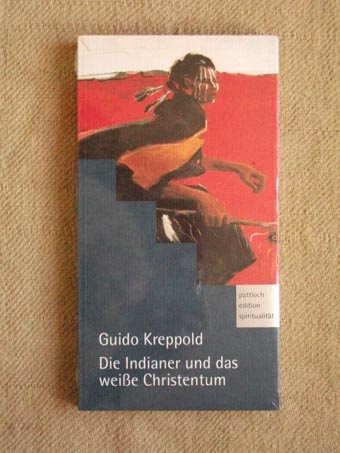 pattloch
edition
spiritualität
Guido Kreppold
Die Indianer und das
weiße Christentum